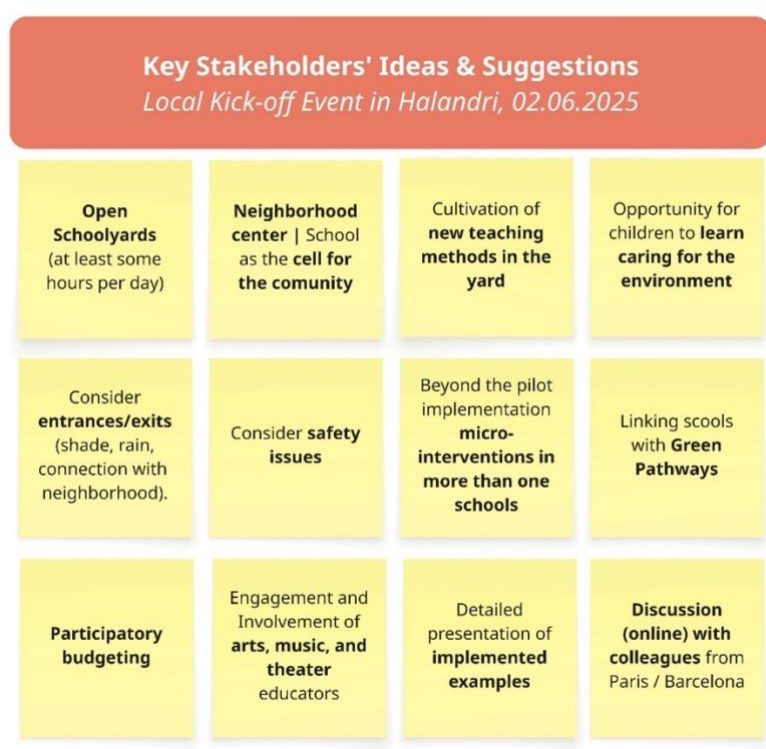 Key Stakeholders' Ideas & Suggestions
Local Kick-off Event in Halandri, 02.06.2025
Open
Schoolyards
(at least some
hours per day)
Neighborhood
center | School
as the cell for
the comunity
Cultivation of
new teaching
methods in the
yard
Opportunity for
children to learn
caring for the
environment
Consider
entrances/exits
(shade, rain,
connection with
neighborhood).
Consider safety
issues
Beyond the pilot
implementation
micro-
interventions in
more than one
schools
Linking scools
with Green
Pathways
Participatory
budgeting
Engagement and
Involvement of
arts, music, and
theater
educators
Detailed
presentation of
implemented
examples
Discussion
(online) with
colleagues from
Paris / Barcelona